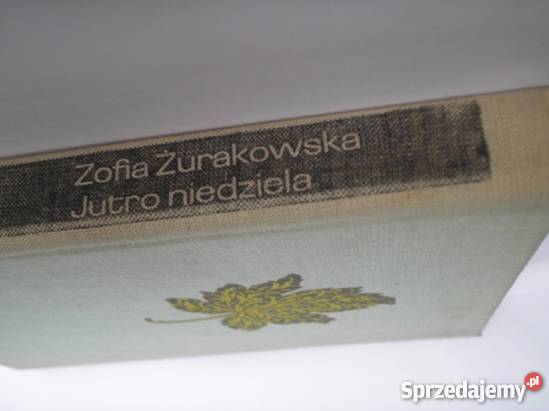 Zofia Żurakowska
Jutro niedziela
Sprzedajemy.pl